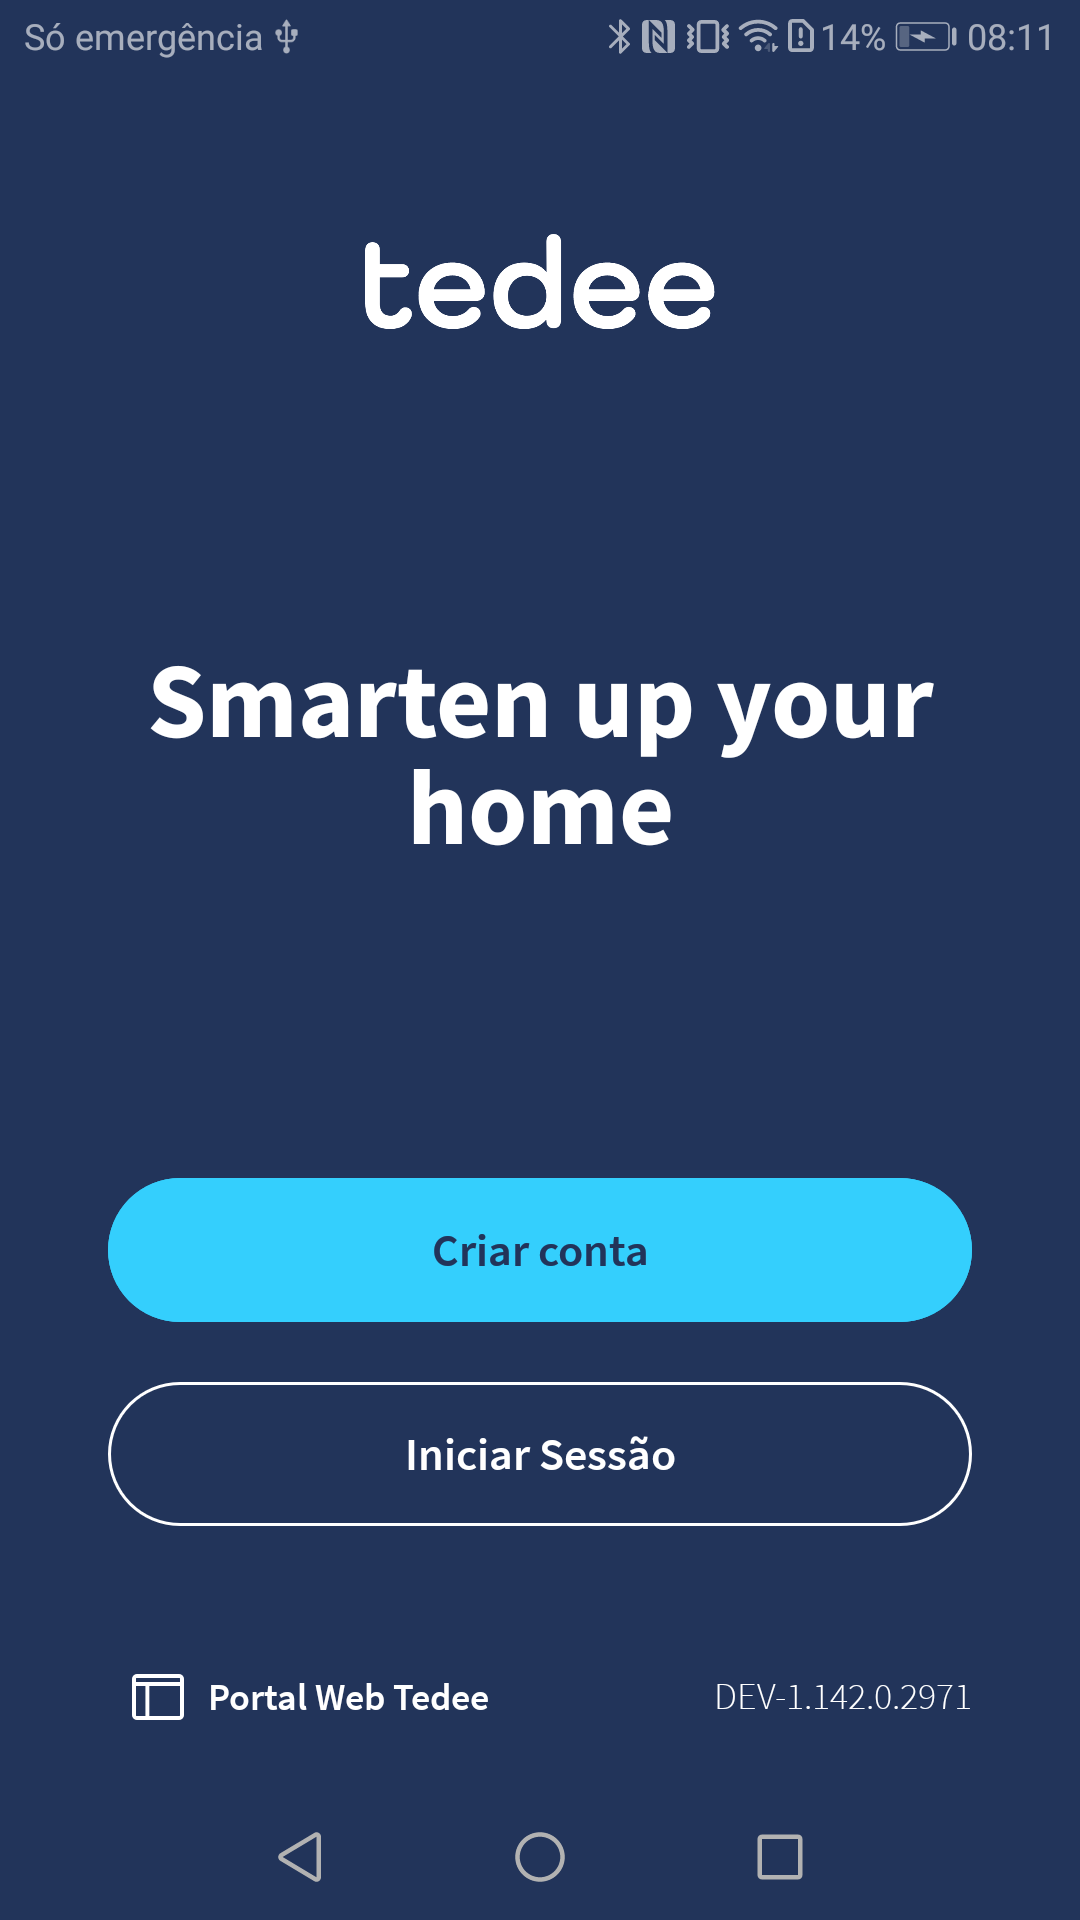 Só emergência
14%
08:11
tedee
Smarten up your
home
Criar conta
Iniciar Sessão
Portal Web Tedee
DEV-1.142.0.2971